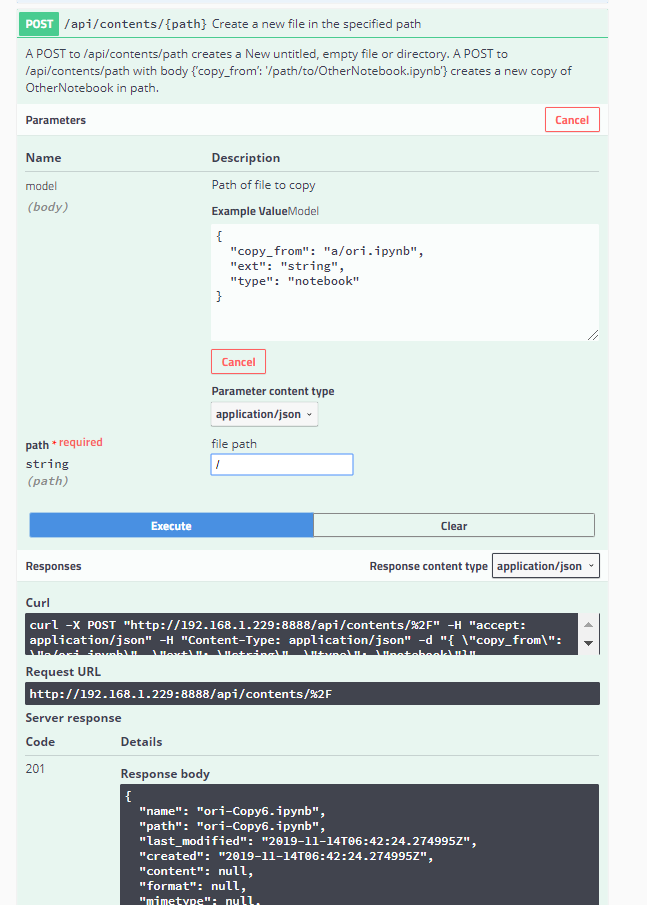 POST /api/contents/{path} Create a new file in the specified path
A POST to /api/contents/path creates a New untitled, empty file or directory. A POST to
/api/contents/path with body {'copy_from': '/path/to/OtherNotebook.ipynb'} creates a new copy of
OtherNotebook in path.
Parameters Cancel
Name Description
model Path of file to copy
(body)
Example ValueModel
{
"copy_from": "a/ori.ipynb",
"ext": "string",
"type": "notebook"
}
Cancel
Parameter content type
application/json
path * required file path
string /
(path)
Execute Clear
Responses Response content type application/json
Curl
curl -X POST "http://192.168.1.229:8888/api/contents/%2F" -H "accept:
application/json" -H "Content-Type: application/json" -d "{ \"copy_from\":
\"a/ori.ipynb\", \"ext\": \"string\", \"type\": \"notebook\"}"
Request URL
http://192.168.1.229:8888/api/contents/%2F
Server response
Code Details
201
Response body
{
"name": "ori-Copy6.ipynb",
"path": "ori-Copy6.ipynb",
"last_modified": "2019-11-14T06:42:24.274995Z",
"created": "2019-11-14T06:42:24.274995Z",
"content": null,
"format": null,
"mimetype": null,